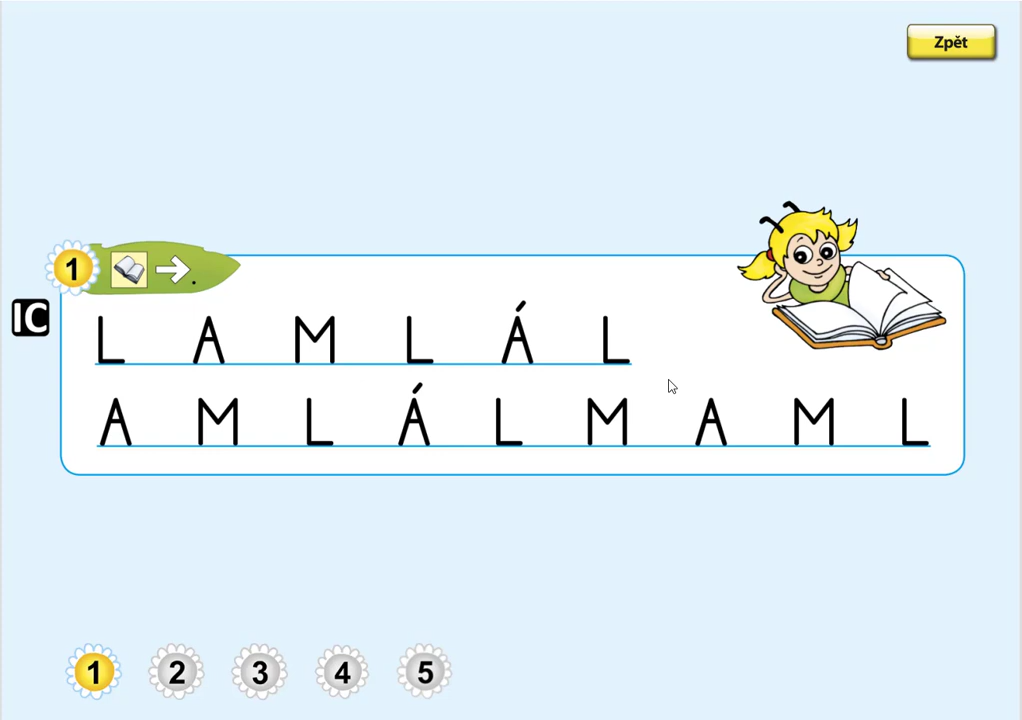 Zpět
1
IC
L A M L Á L
A M L Á L M A M L
1 2 3 4 5